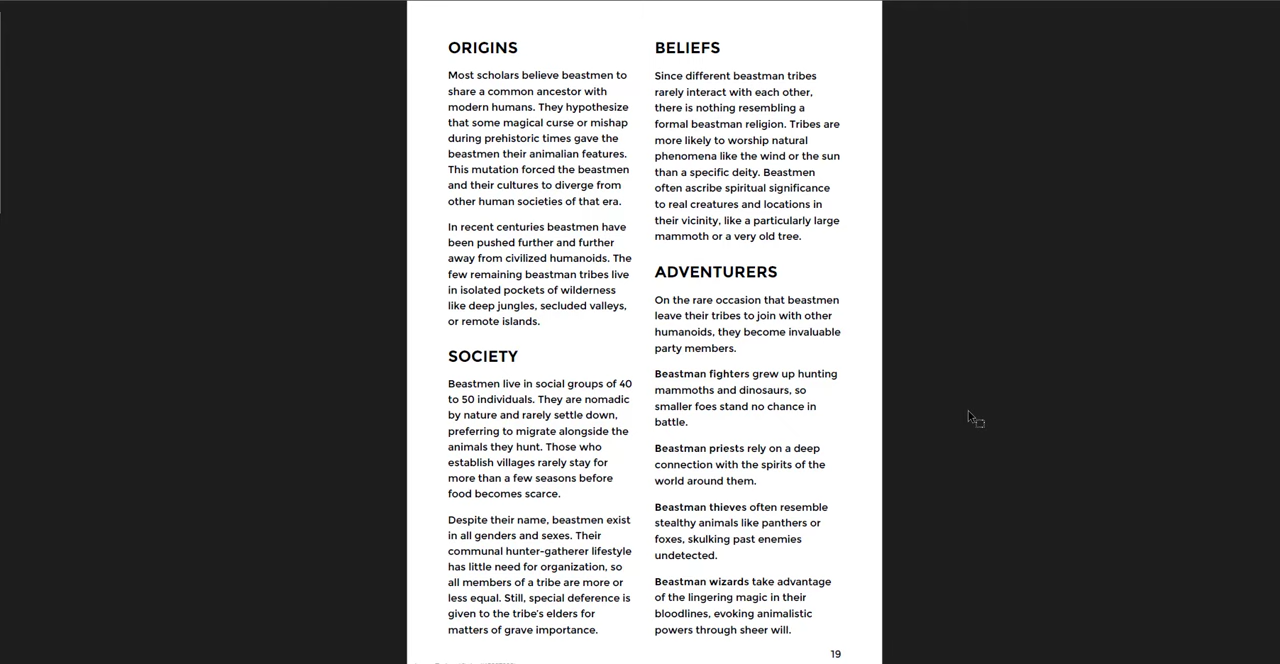 ORIGINS
Most scholars believe beastmen to
share a common ancestor with
modern humans. They hypothesize
that some magical curse or mishap
during prehistoric times gave the
beastmen their animalian features.
This mutation forced the beastmen
and their cultures to diverge from
other human societies of that era.
In recent centuries beastmen have
been pushed further and further
away from civilized humanoids. The
few remaining beastman tribes live
in isolated pockets of wilderness
like deep jungles, secluded valleys,
or remote islands.
SOCIETY
Beastmen live in social groups of 40
to 50 individuals. They are nomadic
by nature and rarely settle down,
preferring to migrate alongside the
animals they hunt. Those who
establish villages rarely stay for
more than a few seasons before
food becomes scarce.
Despite their name, beastmen exist
in all genders and sexes. Their
communal hunter-gatherer lifestyle
has little need for organization, so
all members of a tribe are more or
less equal. Still, special deference is
given to the tribe's elders for
matters of grave importance.
BELIEFS
Since different beastman tribes
rarely interact with each other,
there is nothing resembling a
formal beastman religion. Tribes are
more likely to worship natural
phenomena like the wind or the sun
than a specific deity. Beastmen
often ascribe spiritual significance
to real creatures and locations in
their vicinity, like a particularly large
mammoth or a very old tree.
ADVENTURERS
On the rare occasion that beastmen
leave their tribes to join with other
humanoids, they become invaluable
party members.
Beastman fighters grew up hunting
mammoths and dinosaurs, so
smaller foes stand no chance in
battle.
Beastman priests rely on a deep
connection with the spirits of the
world around them.
Beastman thieves often resemble
stealthy animals like panthers or
foxes, skulking past enemies
undetected.
Beastman wizards take advantage
of the lingering magic in their
bloodlines, evoking animalistic
powers through sheer will.
19